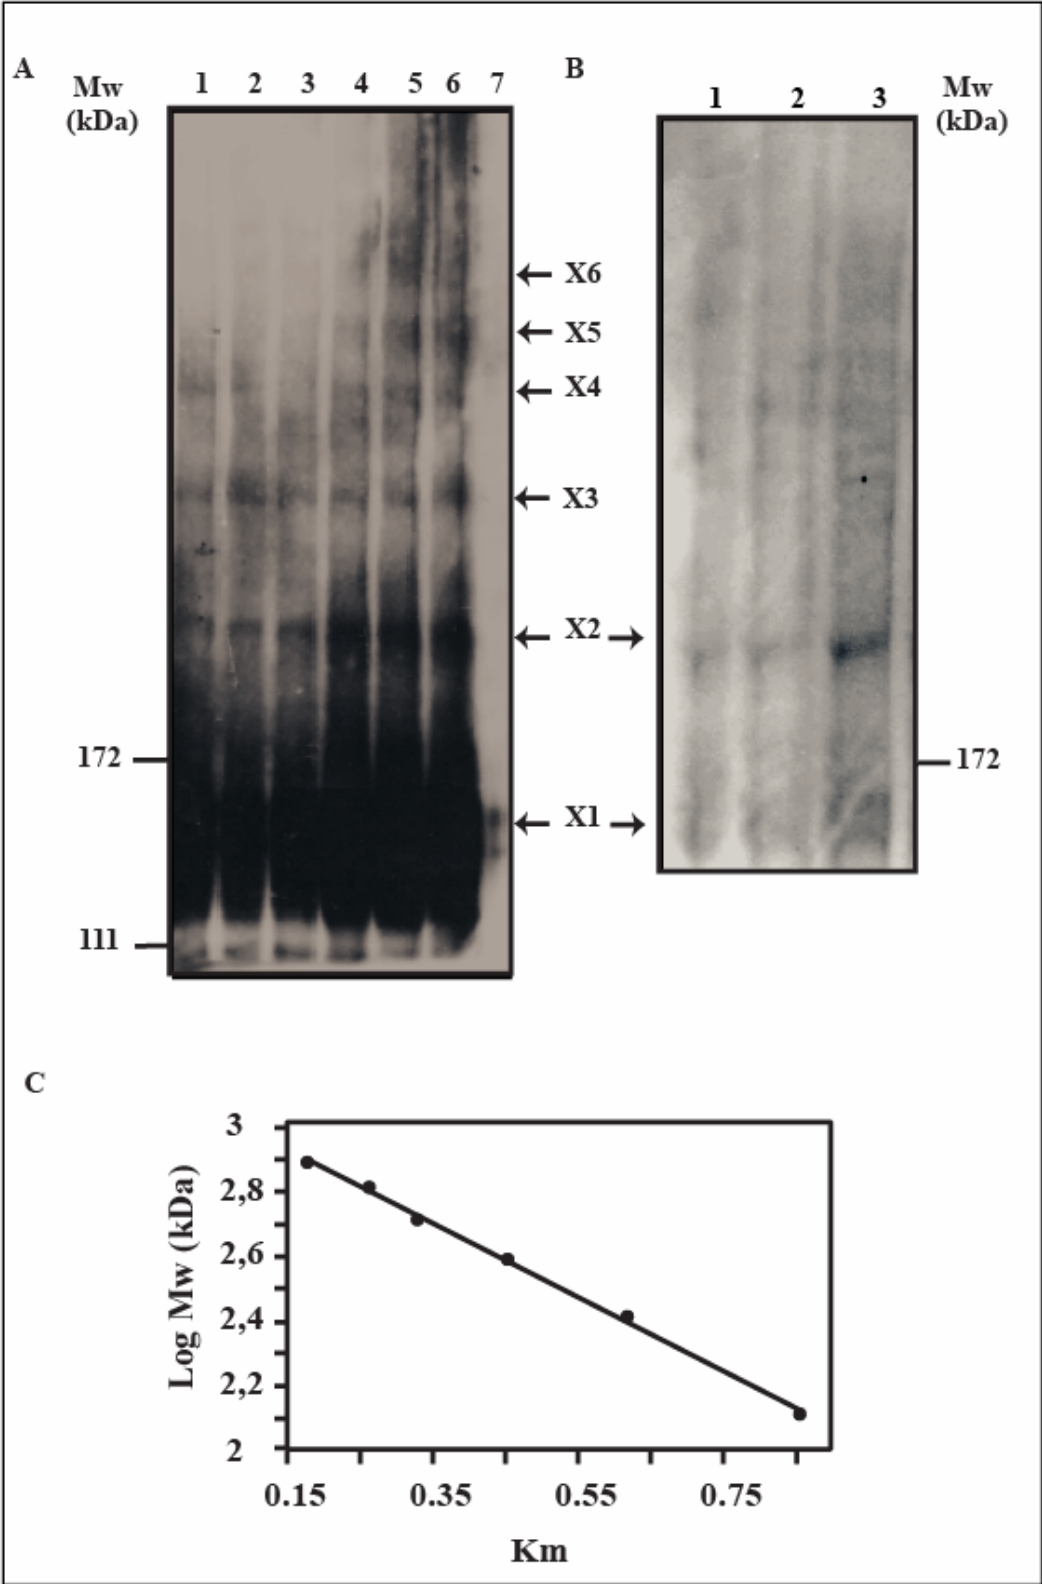 A
Mw
(kDa)
1 2 3 4 5 6 7
B
1 2 3
Mw
(kDa)
X6
X5
X4
X3
X2
172
172
X1
111
C
3
2,8
2,6
2,4
2,2
2
Log Mw (kDa)
0.15 0.35 0.55 0.75
Km